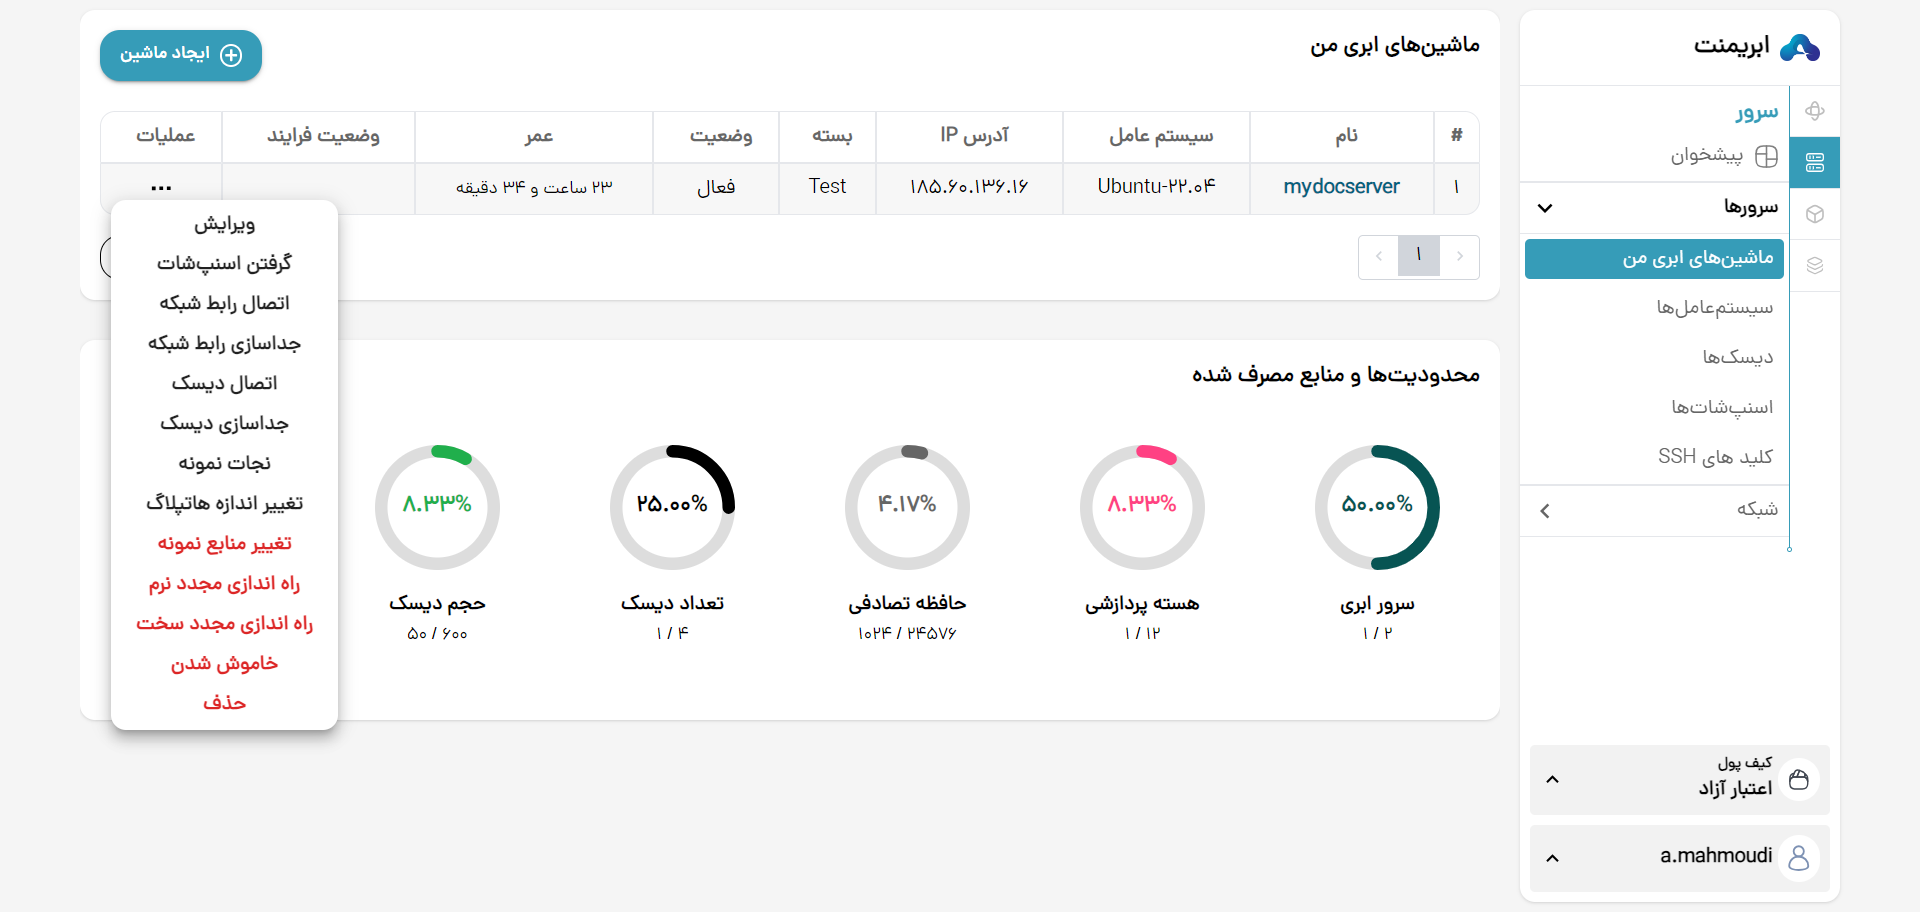 ابریمنت
سرور
پیشخوان
سرورها
ماشین‌های ابری من
سیستم‌عامل‌ها
دیسک‌ها
اسنپ‌شات‌ها
کلید های SSH
شبکه
کیف پول
اعتبار آزاد
a.mahmoudi
ماشین‌های ابری من
ایجاد ماشین
# نام سیستم عامل آدرس IP بسته وضعیت عمر وضعیت فرایند عملیات
۱ mydocserver Ubuntu-۲۲.۰۴ ۱۸۵.۶۰.۱۳۶.۱۶ Test فعال ۲۳ ساعت و ۳۴ دقیقه ...
۱
ویرایش
گرفتن اسنپ‌شات
اتصال رابط شبکه
جداسازی رابط شبکه
اتصال دیسک
جداسازی دیسک
نجات نمونه
تغییر اندازه هاتپلاگ
تغییر منابع نمونه
راه اندازی مجدد نرم
راه اندازی مجدد سخت
خاموش شدن
حذف
محدودیت‌ها و منابع مصرف شده
۵۰.۰۰%
سرور ابری
۱ / ۲
۸.۳۳%
هسته پردازشی
۱ / ۱۲
۴.۱۷%
حافظه تصادفی
۱۰۲۴ / ۲۴۵۷۶
۲۵.۰۰%
تعداد دیسک
۱ / ۴
۸.۳۳%
حجم دیسک
۵۰ / ۶۰۰